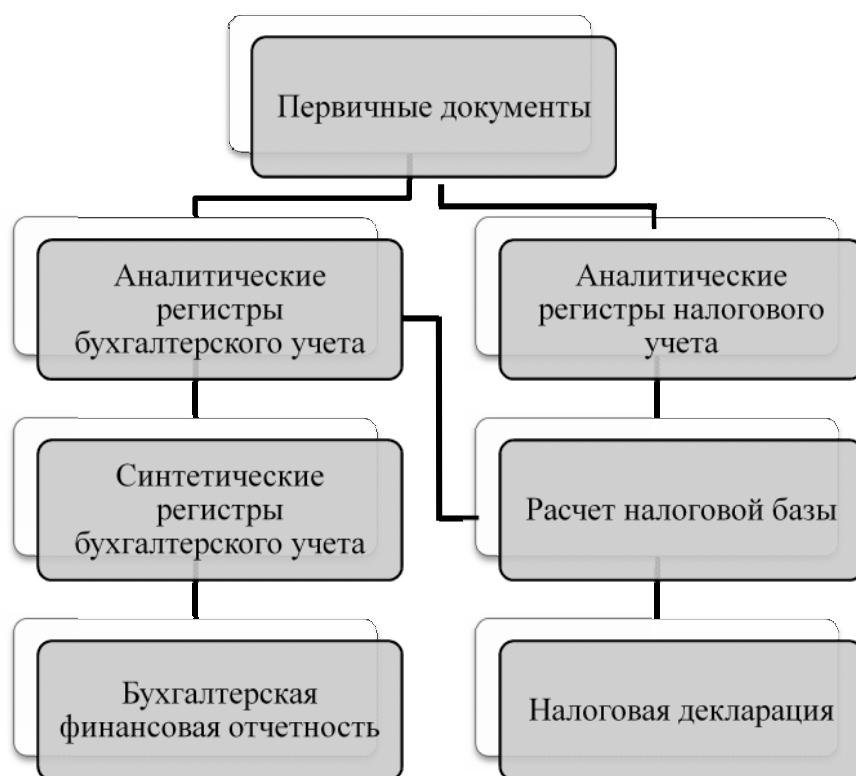 Первичные документы
Аналитические
регистры
бухгалтерского учета
Аналитические
регистры налогового
учета
Синтетические
регистры
бухгалтерского учета
Расчет налоговой базы
Бухгалтерская
финансовая отчетность
Налоговая декларация